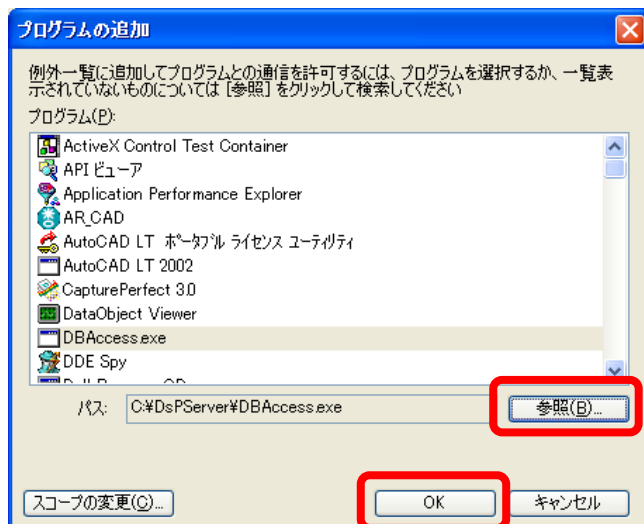 プログラムの追加
例外一覧に追加してプログラムとの通信を許可するには、プログラムを選択するか、一覧表
示されていないものについては [参照] をクリックして検索してください
プログラム(P):
ActiveX Control Test Container
API ビューア
Application Performance Explorer
AR_CAD
AutoCAD LT ﾎﾟｰﾀﾌﾞﾙ ライセンス ユーティリティ
AutoCAD LT 2002
CapturePerfect 3.0
DataObject Viewer
DBAccess.exe
DDE Spy
パス: C:¥DsPServer¥DBAccess.exe 参照(B)...
スコープの変更(C)... OK キャンセル